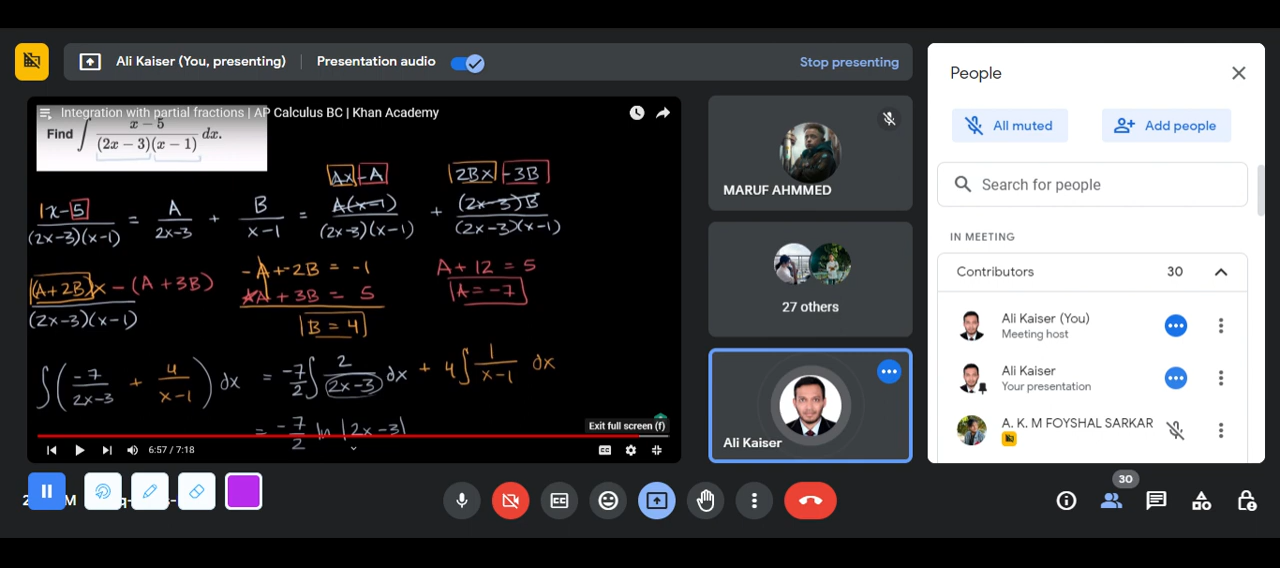 Ali Kaiser (You, presenting)
Presentation audio
Stop presenting
Integration with partial fractions | AP Calculus BC | Khan Academy
Find ∫ x − 5 / (2x − 3)(x − 1) dx.
Ax - A
2Bx - 3B
1x-5 / (2x-3)(x-1) = A / 2x-3 + B / x-1 = A(x-1) / (2x-3)(x-1) + (2x-3)B / (2x-3)(x-1)
(A+2B)x - (A+3B) / (2x-3)(x-1)
-A + -2B = -1
A + 3B = 5
B = 4
A + 12 = 5
A = -7
∫ ( -7 / 2x-3 + 4 / x-1 ) dx = -7/2 ∫ 2 / (2x-3) dx + 4 ∫ 1 / x-1 dx
= -7/2 ln |2x-3|
Exit full screen (f)
6:57 / 7:18
MARUF AHMMED
27 others
Ali Kaiser
People
All muted
Add people
Search for people
IN MEETING
Contributors 30
Ali Kaiser (You)
Meeting host
Ali Kaiser
Your presentation
A. K. M FOYSHAL SARKAR
30